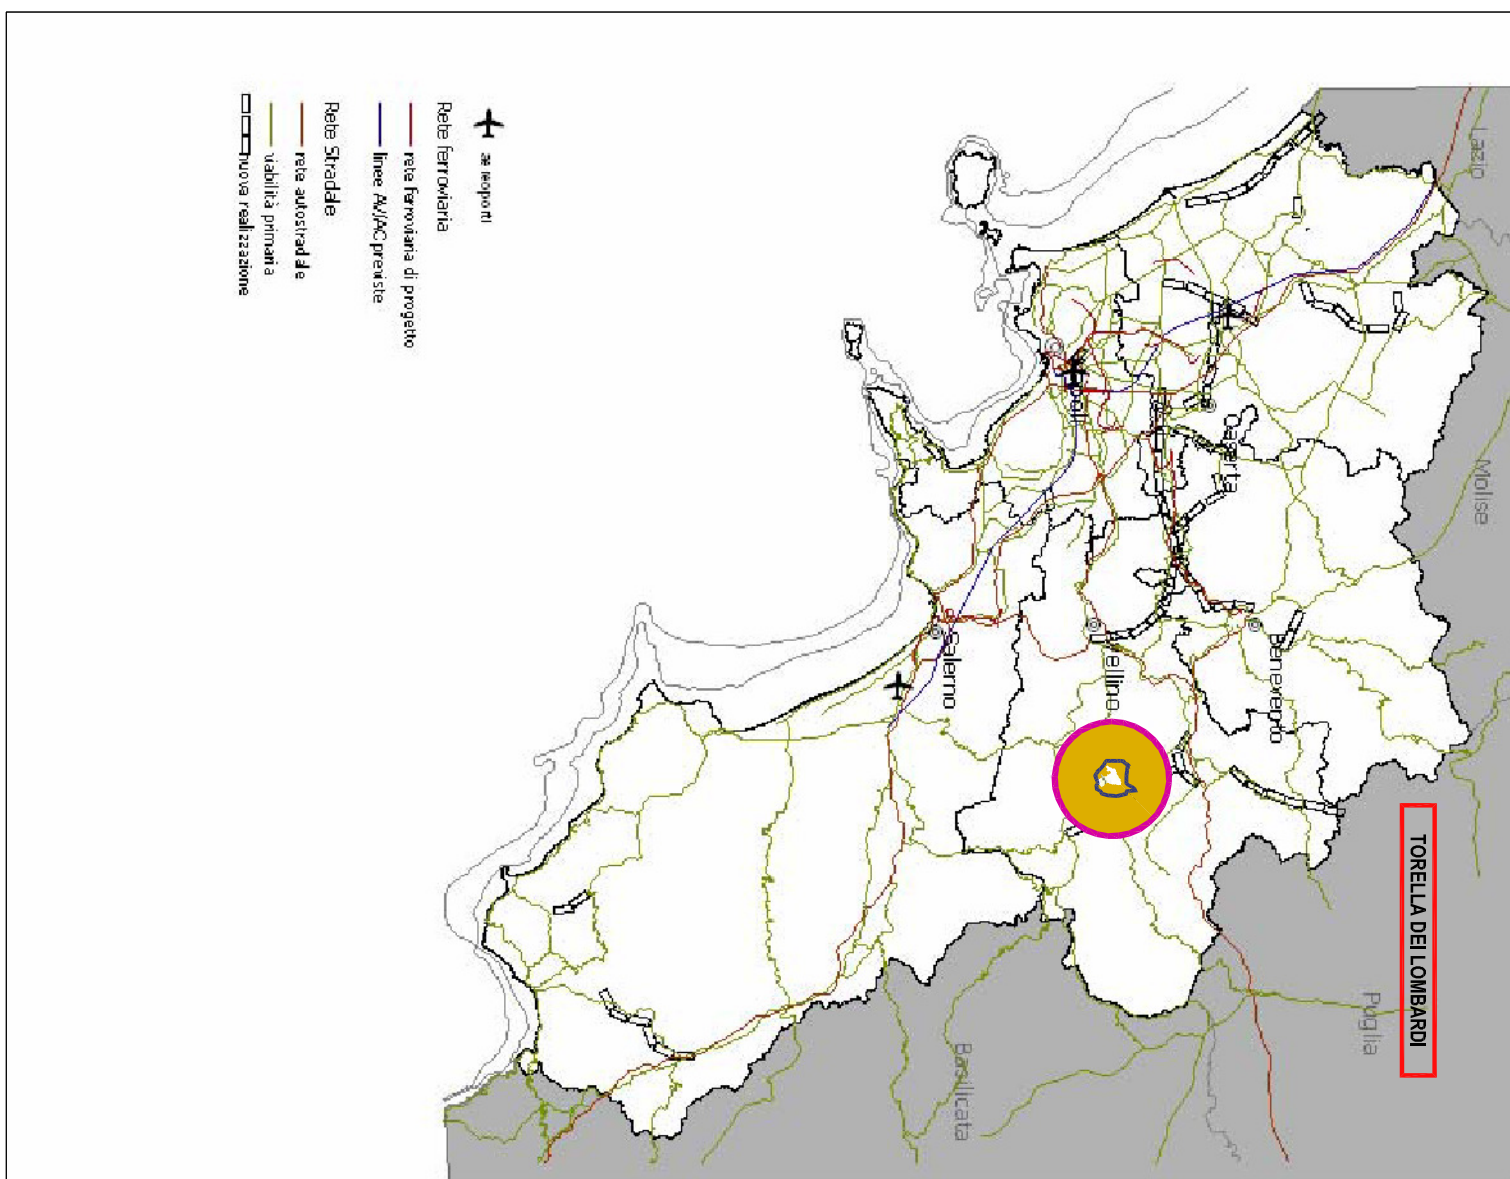 aeroporti
Rete ferroviaria
rete ferroviaria di progetto
linee AV/AC previste
Rete Stradale
rete autostradale
viabilità primaria
nuova realizzazione
Lazio
Molise
Caserta
Benevento
Salerno
TORELLA DEI LOMBARDI
Puglia
Basilicata